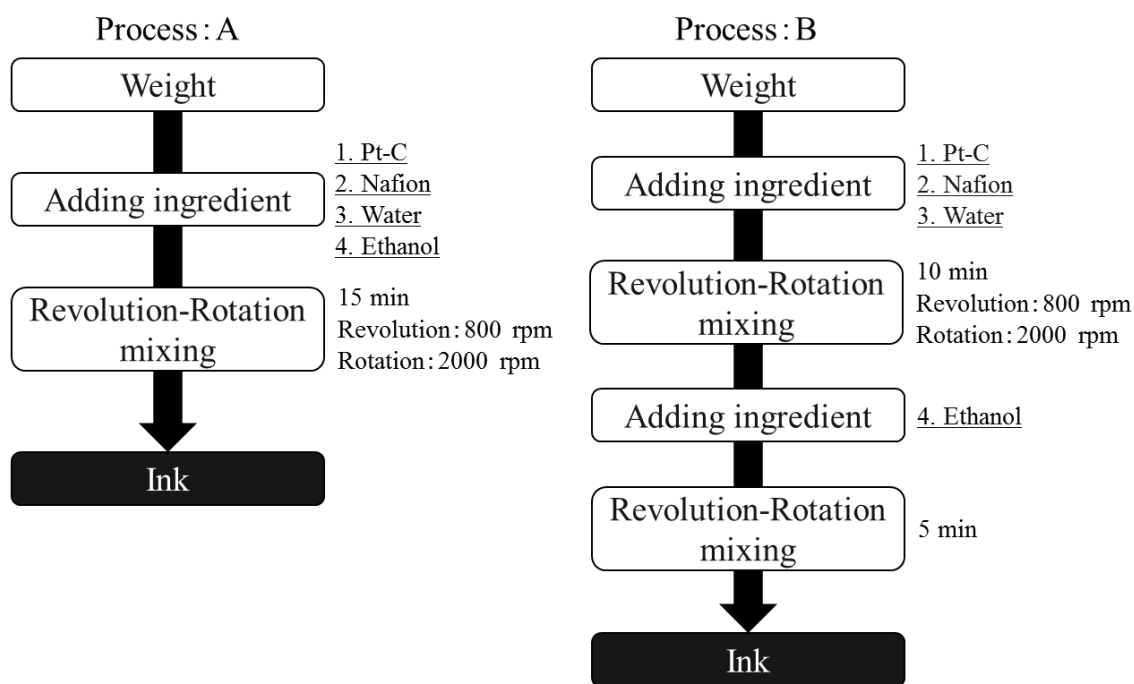 Process:A
Weight
Adding ingredient
1. Pt-C
2. Nafion
3. Water
4. Ethanol
Revolution-Rotation
mixing
15 min
Revolution:800 rpm
Rotation:2000 rpm
Ink
Process:B
Weight
Adding ingredient
1. Pt-C
2. Nafion
3. Water
Revolution-Rotation
mixing
10 min
Revolution:800 rpm
Rotation:2000 rpm
Adding ingredient
4. Ethanol
Revolution-Rotation
mixing
5 min
Ink